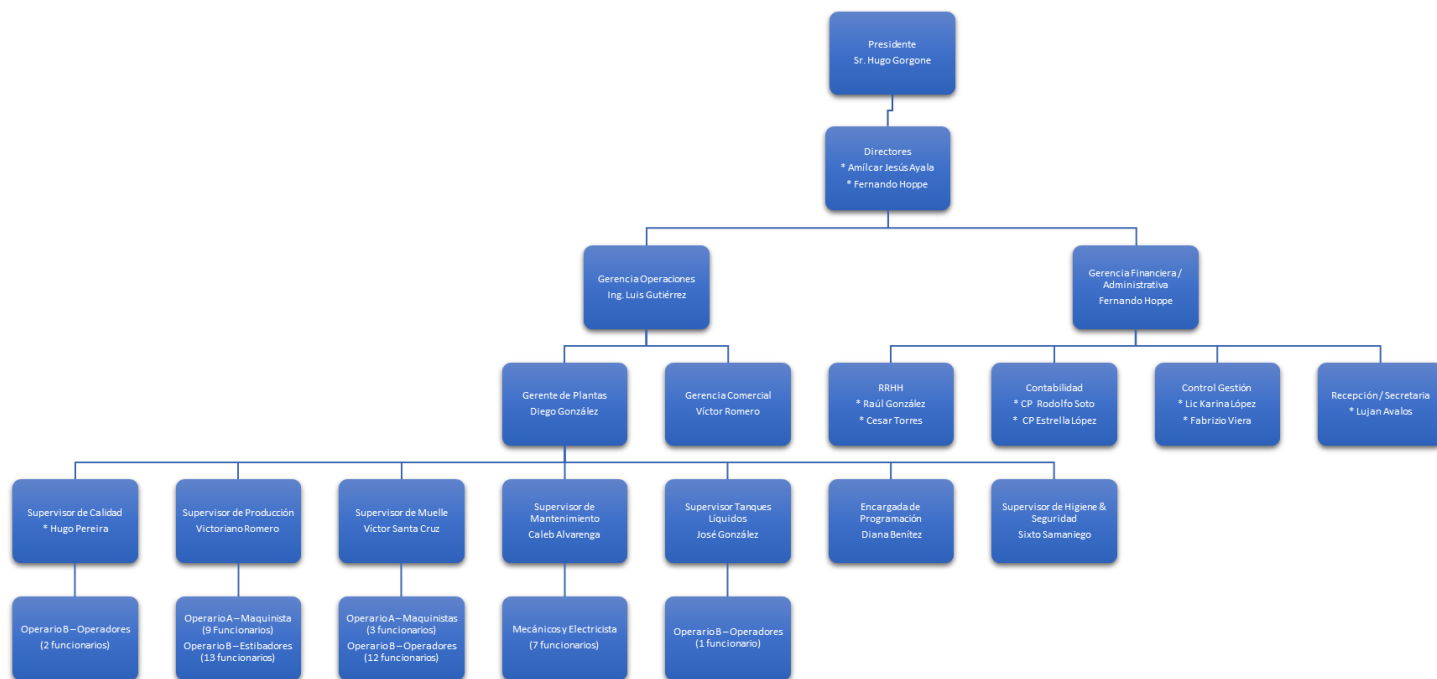 Presidente
Sr. Hugo Gorgone
Directores
* Amílcar Jesús Ayala
* Fernando Hoppe
Gerencia Operaciones
Ing. Luis Gutiérrez
Gerencia Financiera /
Administrativa
Fernando Hoppe
Gerente de Plantas
Diego González
Gerencia Comercial
Víctor Romero
RRHH
* Raúl González
* Cesar Torres
Contabilidad
* CP Rodolfo Soto
* CP Estrella López
Control Gestión
* Lic Karina López
* Fabrizio Viera
Recepción / Secretaria
* Lujan Avalos
Supervisor de Calidad
* Hugo Pereira
Supervisor de Producción
Victoriano Romero
Supervisor de Muelle
Víctor Santa Cruz
Supervisor de
Mantenimiento
Caleb Alvarenga
Supervisor Tanques
Líquidos
José González
Encargada de
Programación
Diana Benítez
Supervisor de Higiene &
Seguridad
Sixto Samaniego
Operario B – Operadores
(2 funcionarios)
Operario A – Maquinista
(9 Funcionarios)
Operario B – Estibadores
(13 funcionarios)
Operario A – Maquinistas
(3 funcionarios)
Operario B – Operadores
(12 funcionarios)
Mecánicos y Electricista
(7 funcionarios)
Operario B – Operadores
(1 funcionario)